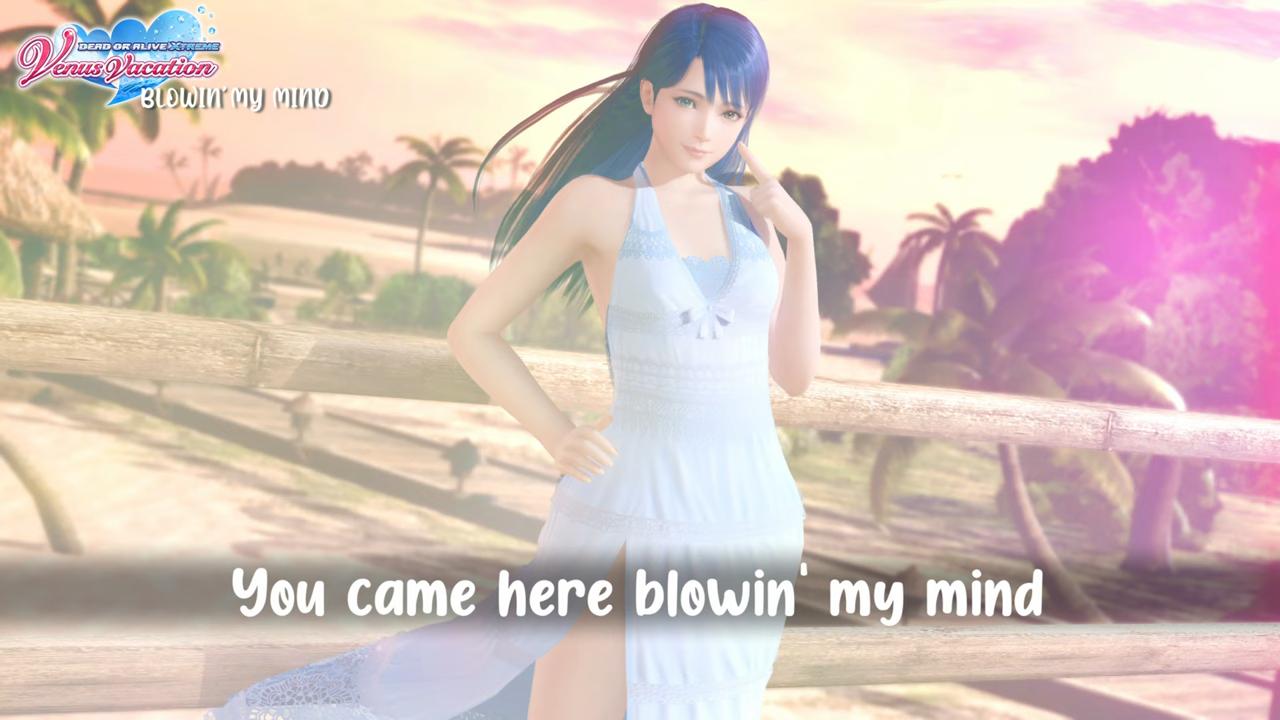 DEAD OR ALIVE XTREME
Venus Vacation
BLOWIN' MY MIND
You came here blowin' my mind